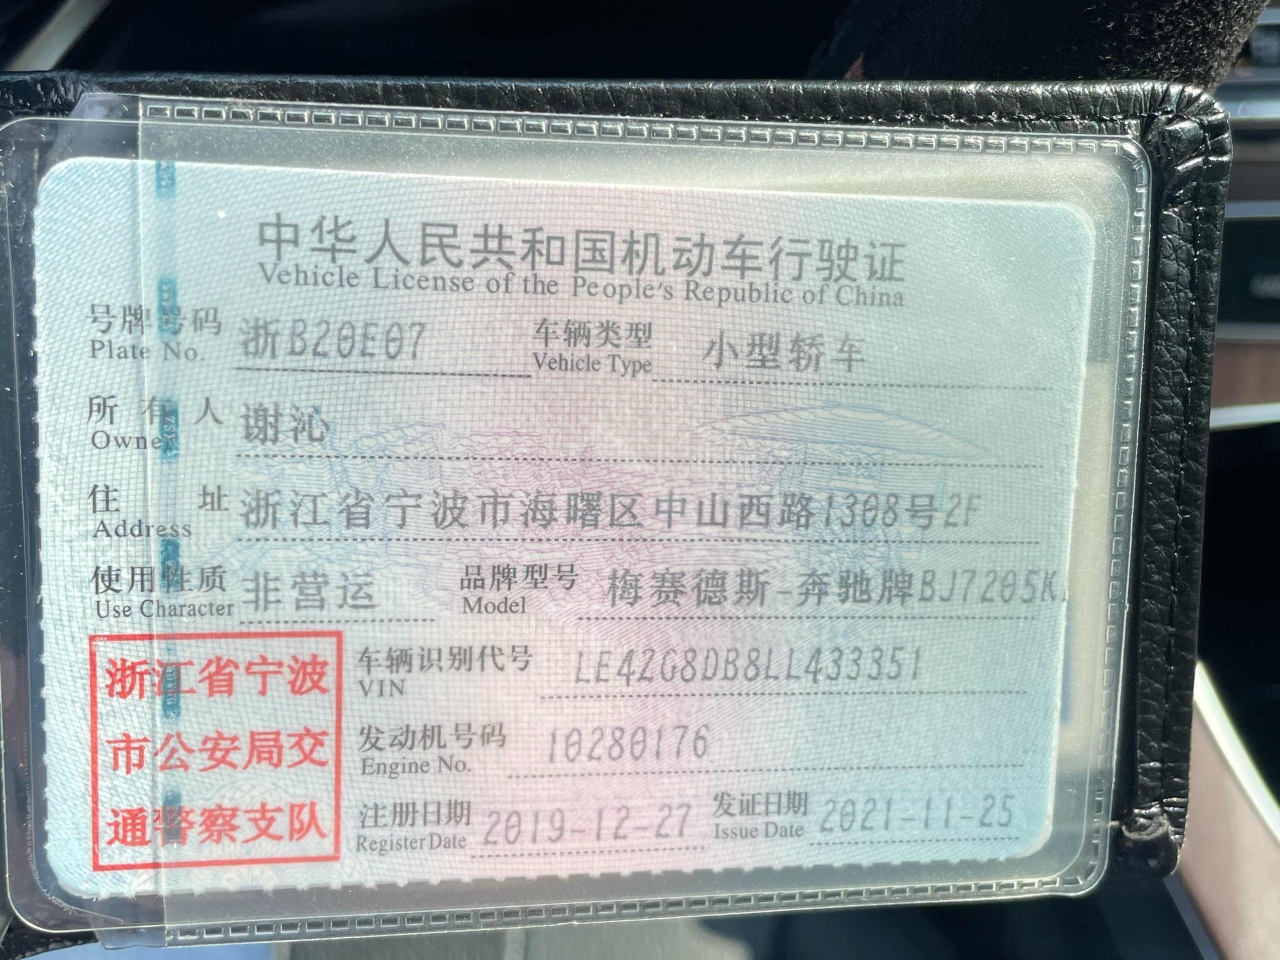 中华人民共和国机动车行驶证
Vehicle License of the People's Republic of China
号牌号码 浙B20E07 车辆类型 小型轿车
Plate No. Vehicle Type
所有人 谢沁
Owner
住址 浙江省宁波市海曙区中山西路1308号2F
Address
使用性质 非营运 品牌型号 梅赛德斯-奔驰牌BJ7205K
Use Character Model
浙江省宁波
市公安局交
通警察支队
车辆识别代号 LE42G8DB8LL433351
VIN
发动机号码 10280176
Engine No.
注册日期 2019-12-27 发证日期 2021-11-25
Register Date Issue Date